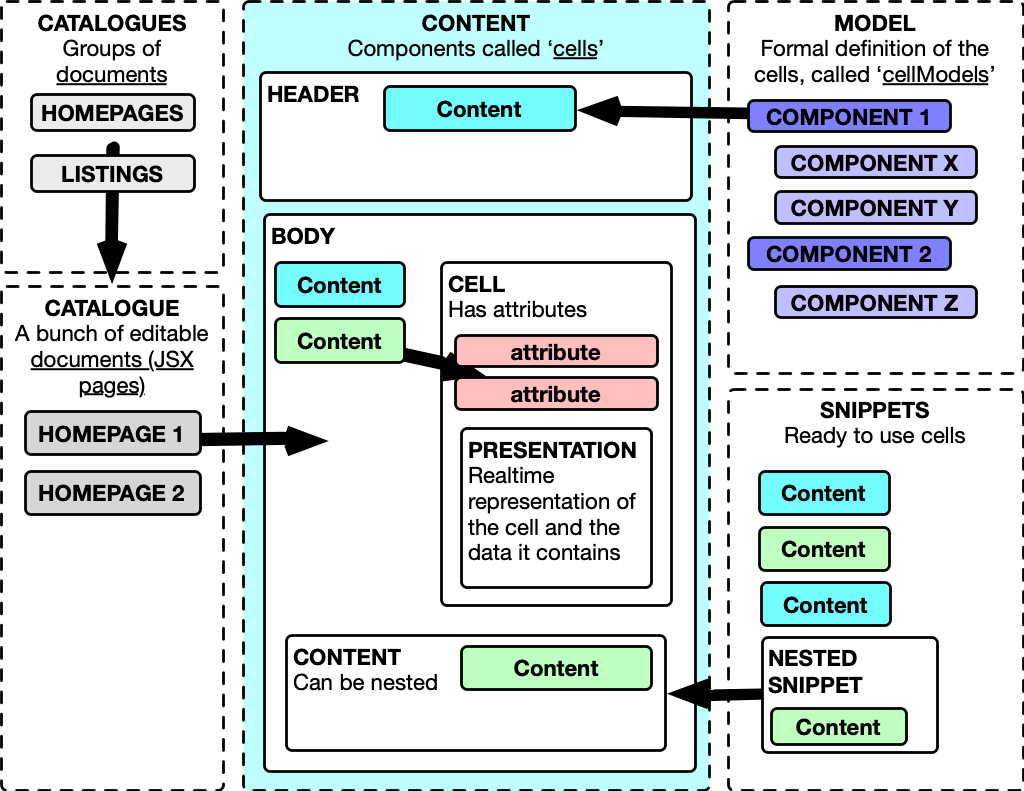 CATALOGUES
Groups of
documents
HOMEPAGES
LISTINGS
CATALOGUE
A bunch of editable
documents (JSX
pages)
HOMEPAGE 1
HOMEPAGE 2
CONTENT
Components called ‘cells’
HEADER
Content
BODY
Content
Content
CELL
Has attributes
attribute
attribute
PRESENTATION
Realtime
representation of
the cell and the
data it contains
CONTENT
Can be nested
Content
MODEL
Formal definition of the
cells, called ‘cellModels’
COMPONENT 1
COMPONENT X
COMPONENT Y
COMPONENT 2
COMPONENT Z
SNIPPETS
Ready to use cells
Content
Content
Content
NESTED
SNIPPET
Content